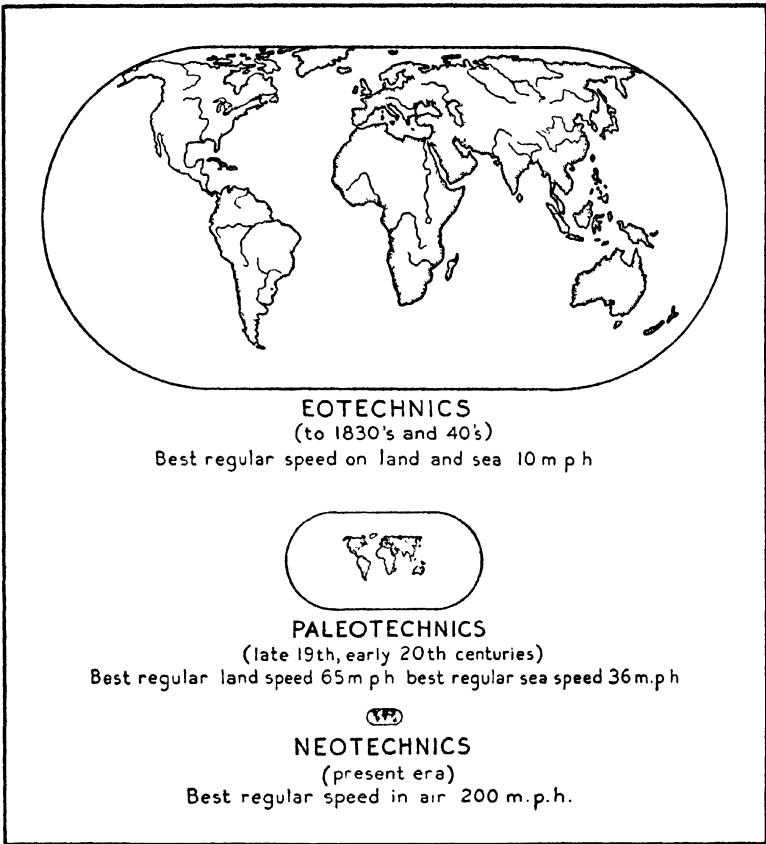 EOTECHNICS
(to 1830's and 40's)
Best regular speed on land and sea 10 m p h
PALEOTECHNICS
(late 19th, early 20th centuries)
Best regular land speed 65 m p h best regular sea speed 36 m.p h
NEOTECHNICS
(present era)
Best regular speed in air 200 m.p.h.